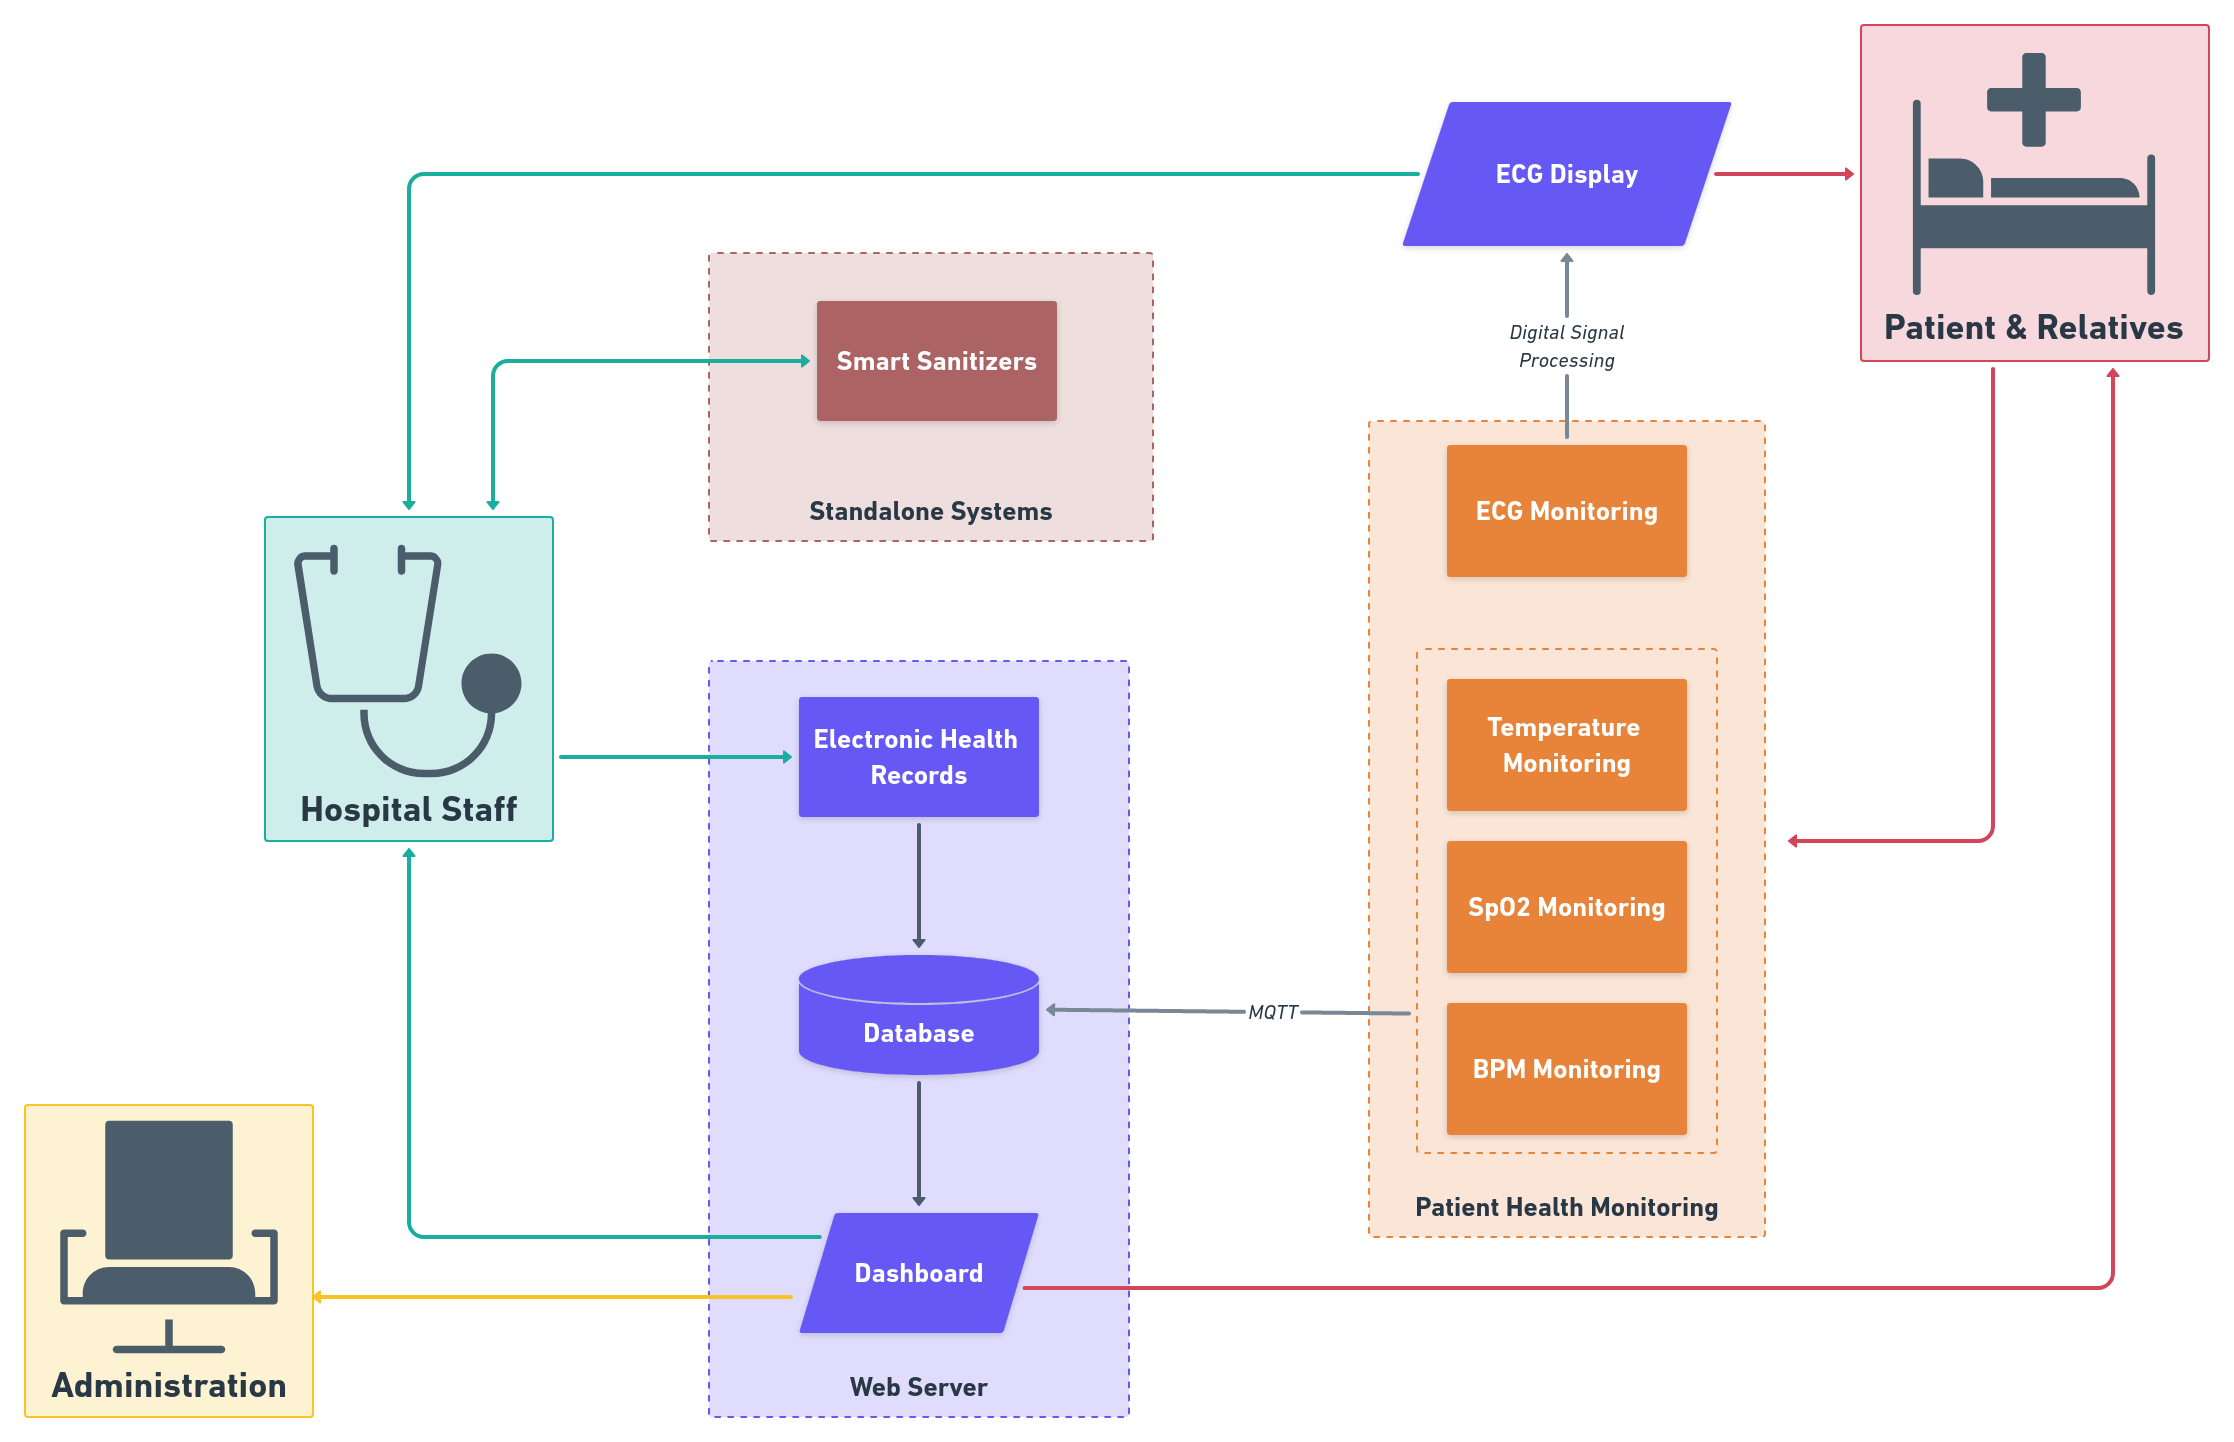 ECG Display
Patient & Relatives
Digital Signal
Processing
Smart Sanitizers
Standalone Systems
ECG Monitoring
Hospital Staff
Electronic Health
Records
Temperature
Monitoring
SpO2 Monitoring
Database
MQTT
BPM Monitoring
Patient Health Monitoring
Dashboard
Web Server
Administration